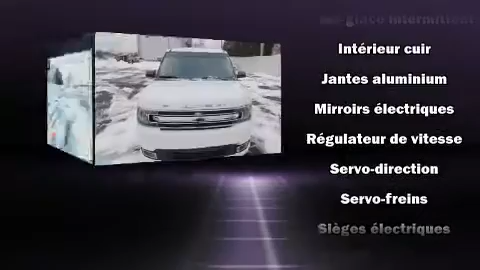 Intérieur cuir
Jantes aluminium
Mirroirs électriques
Régulateur de vitesse
Servo-direction
Servo-freins
Sièges électriques